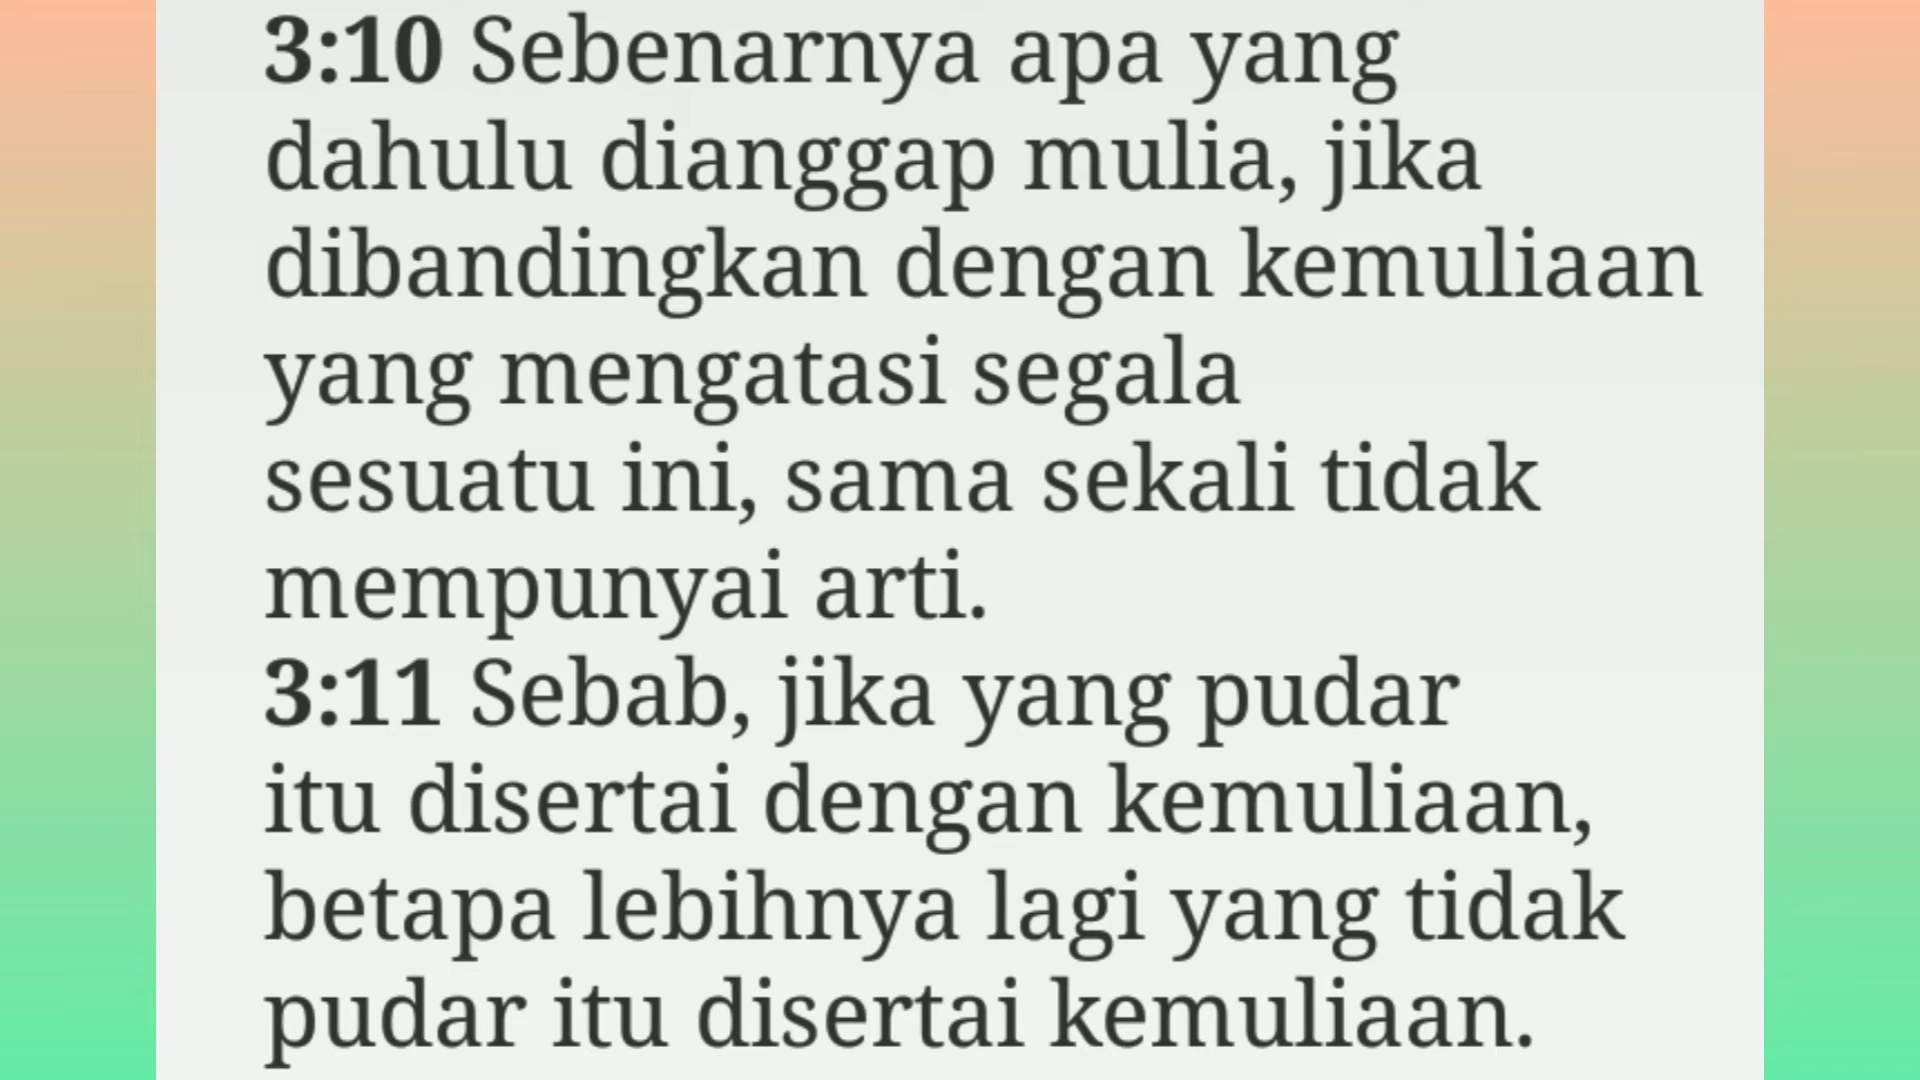 3:10 Sebenarnya apa yang
dahulu dianggap mulia, jika
dibandingkan dengan kemuliaan
yang mengatasi segala
sesuatu ini, sama sekali tidak
mempunyai arti.
3:11 Sebab, jika yang pudar
itu disertai dengan kemuliaan,
betapa lebihnya lagi yang tidak
pudar itu disertai kemuliaan.